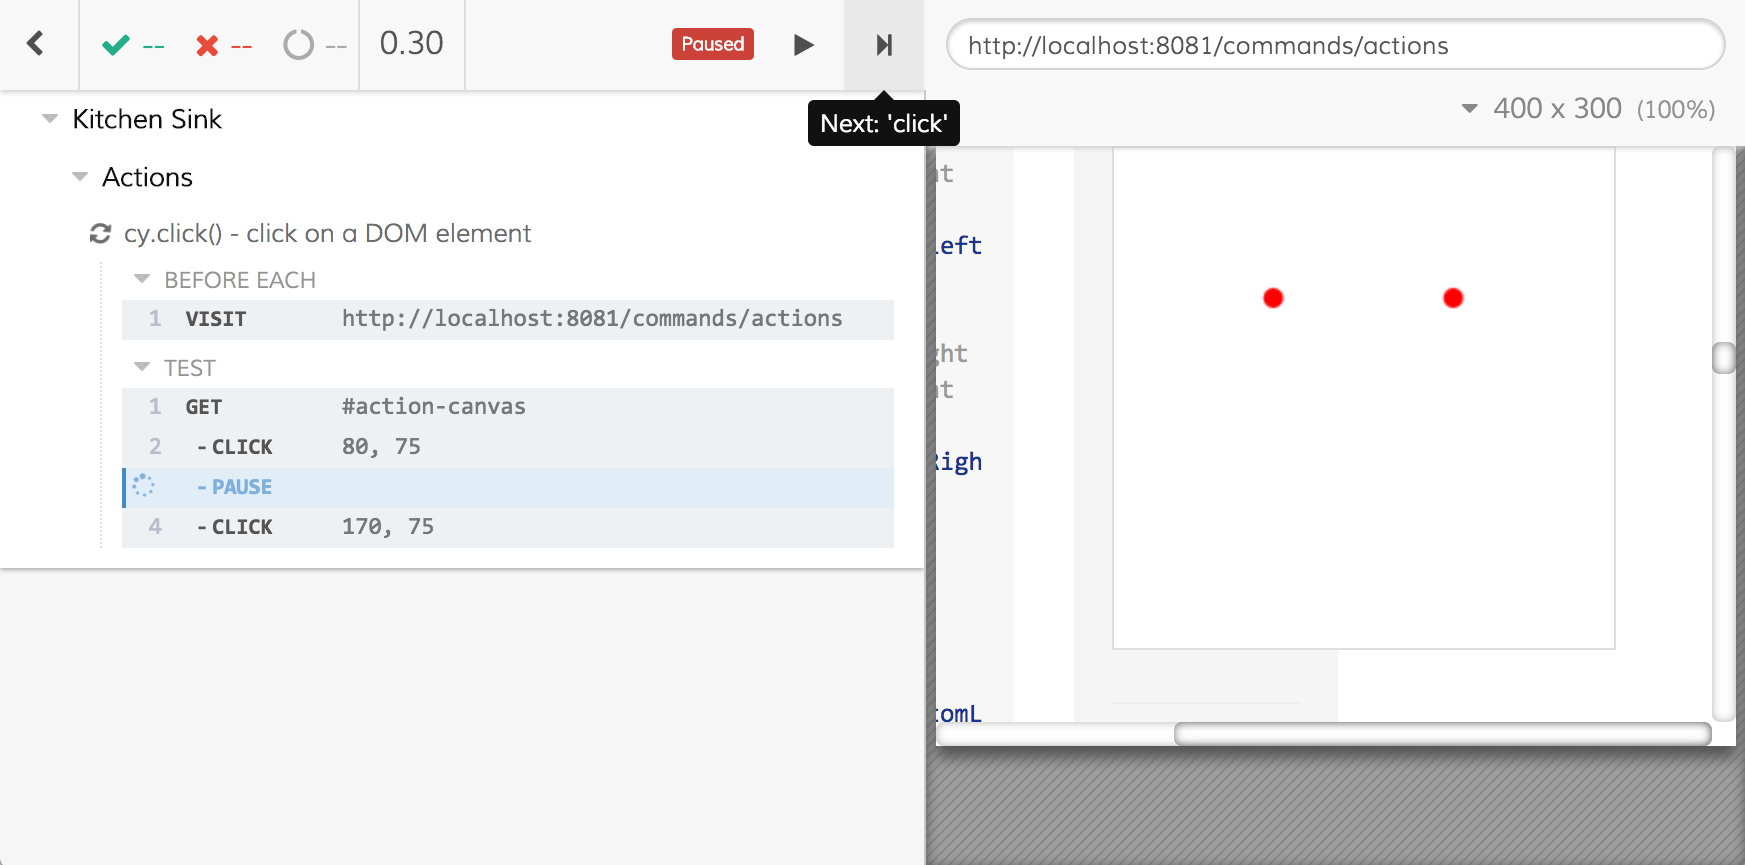 -- -- -- 0.30 Paused
http://localhost:8081/commands/actions
400 x 300 (100%)
Next: 'click'
Kitchen Sink
Actions
cy.click() - click on a DOM element
BEFORE EACH
1 VISIT http://localhost:8081/commands/actions
TEST
1 GET #action-canvas
2 - CLICK 80, 75
- PAUSE
4 - CLICK 170, 75
t
eft
ht
t
Righ
tomL